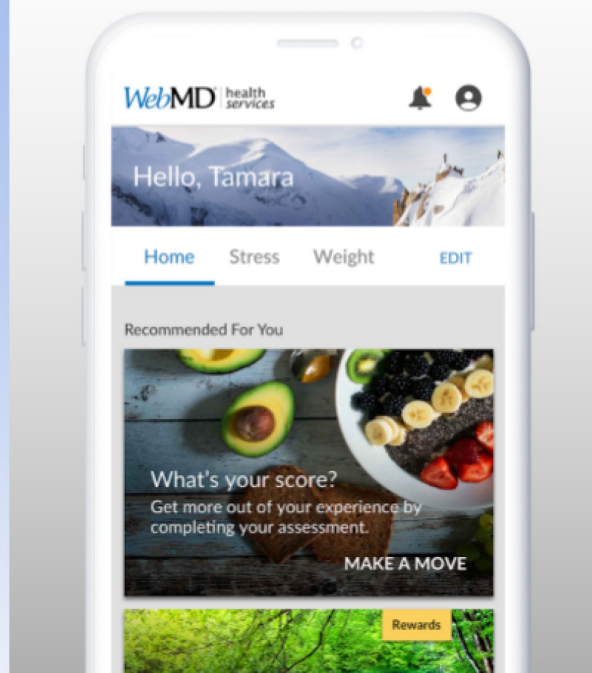 WebMD health
services
Hello, Tamara
Home Stress Weight EDIT
Recommended For You
What's your score?
Get more out of your experience by
completing your assessment.
MAKE A MOVE
Rewards